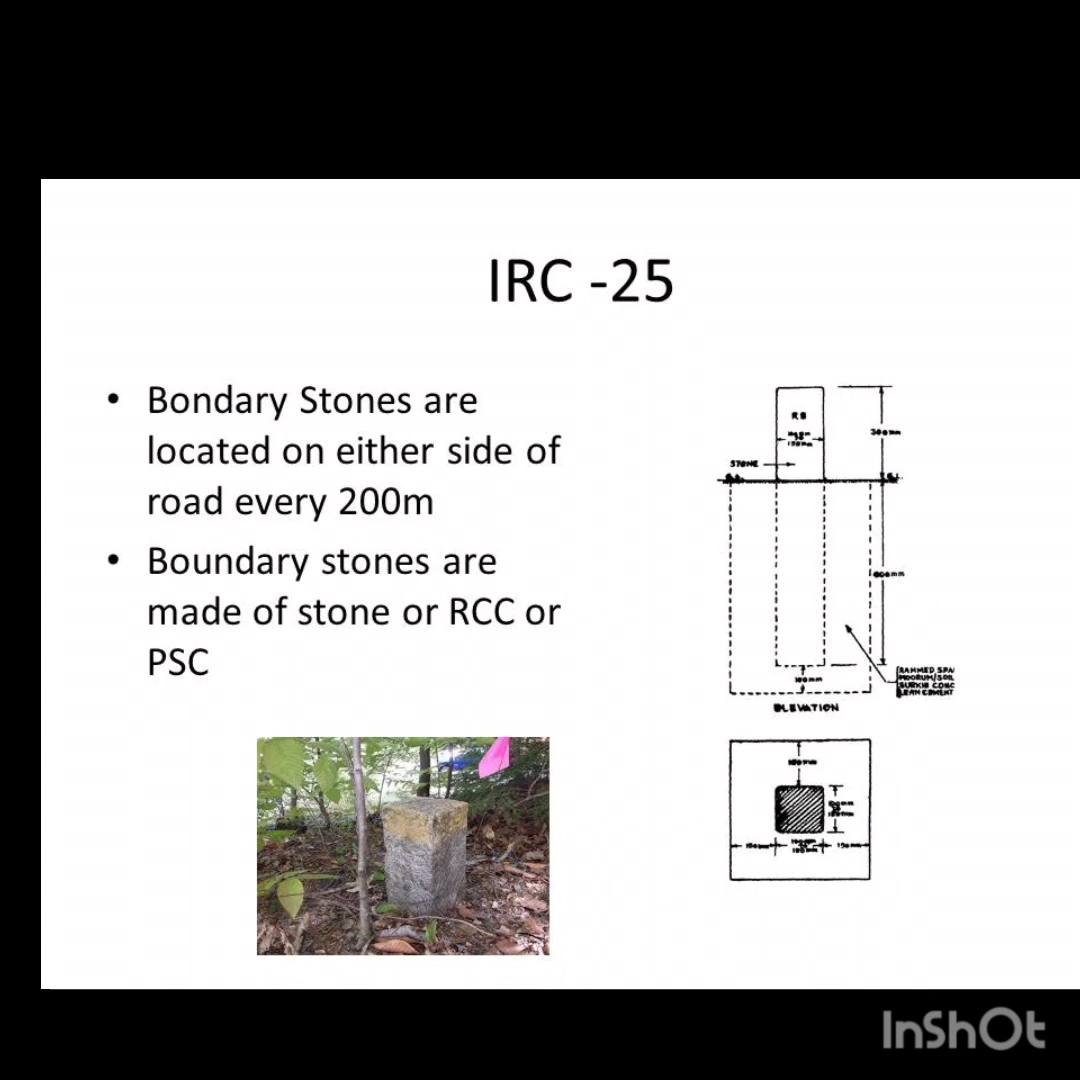 IRC -25
• Bondary Stones are
located on either side of
road every 200m
• Boundary stones are
made of stone or RCC or
PSC
STONE
ELEVATION
InShOt